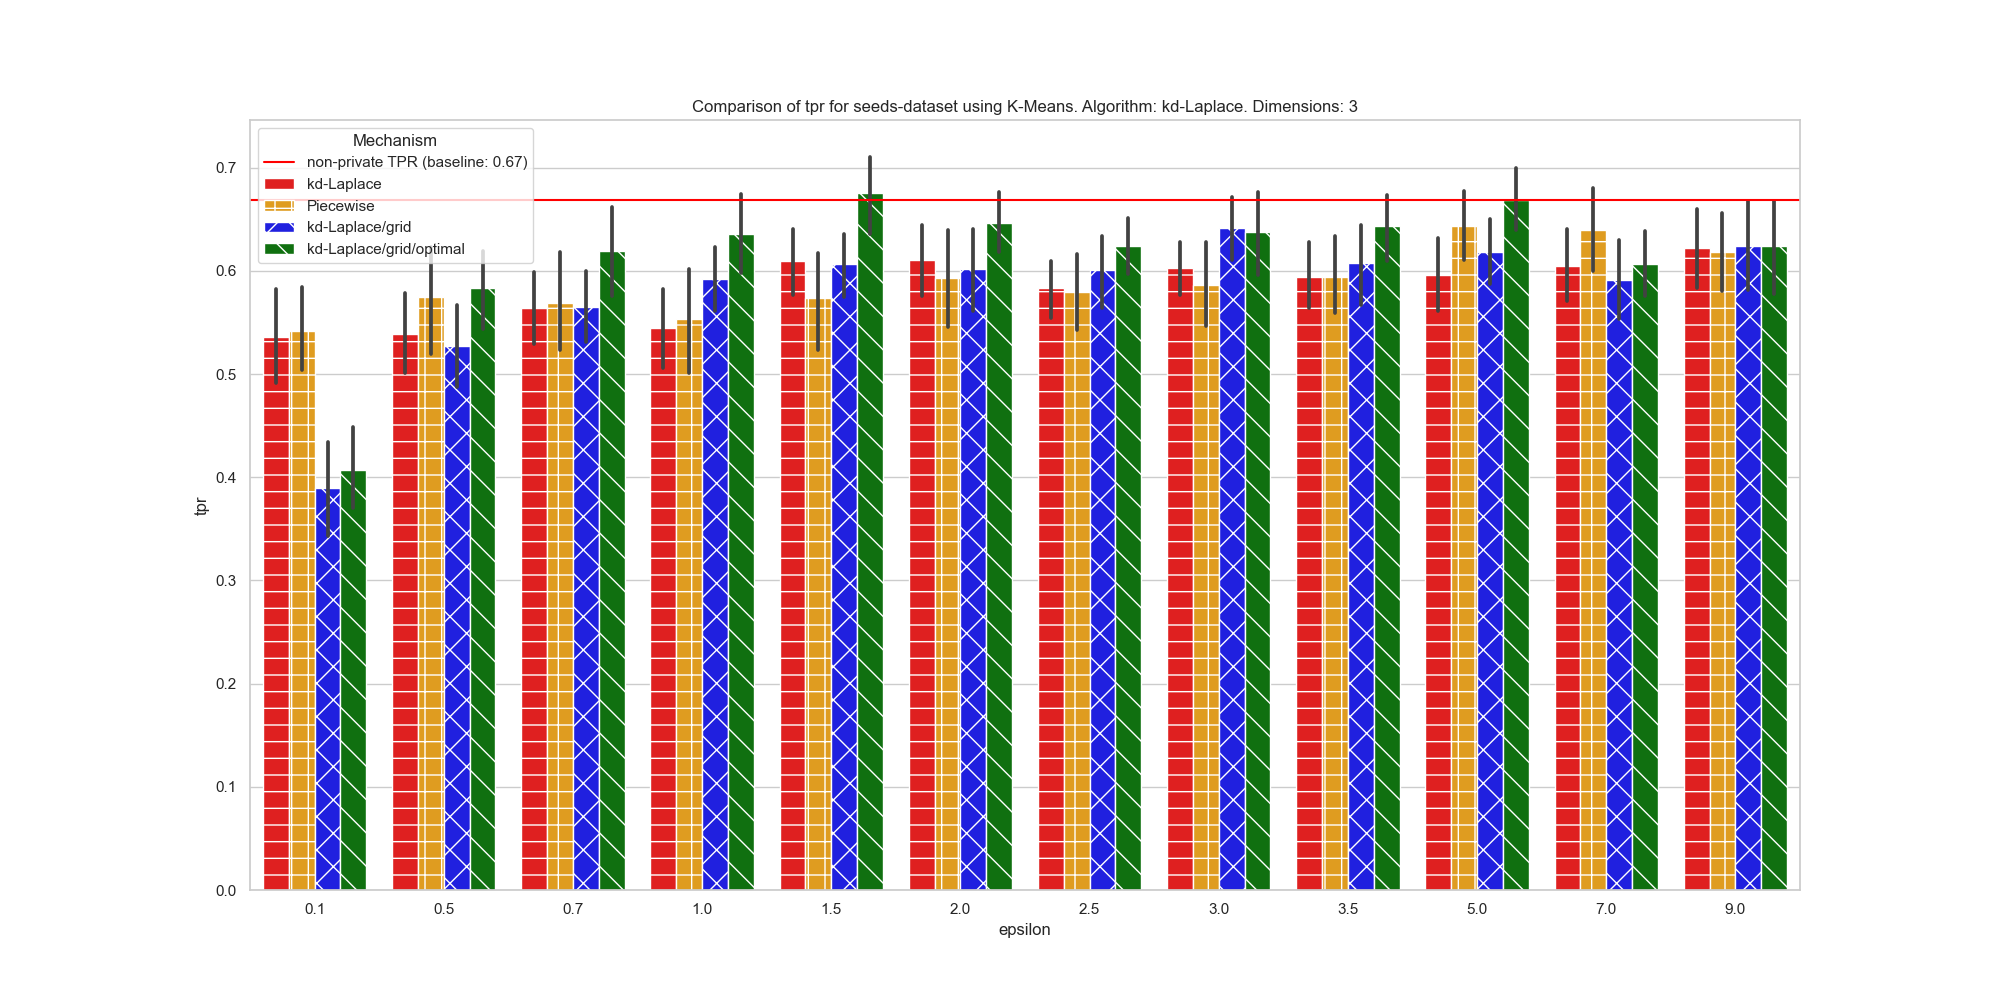 Comparison of tpr for seeds-dataset using K-Means. Algorithm: kd-Laplace. Dimensions: 3
Mechanism
non-private TPR (baseline: 0.67)
kd-Laplace
Piecewise
kd-Laplace/grid
kd-Laplace/grid/optimal
tpr
0.7
0.6
0.5
0.4
0.3
0.2
0.1
0.0
0.1 0.5 0.7 1.0 1.5 2.0 2.5 3.0 3.5 5.0 7.0 9.0
epsilon